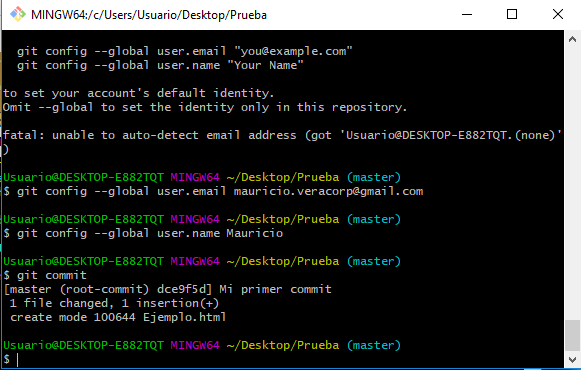 MINGW64:/c/Users/Usuario/Desktop/Prueba
git config --global user.email "you@example.com"
git config --global user.name "Your Name"
to set your account's default identity.
Omit --global to set the identity only in this repository.
fatal: unable to auto-detect email address (got 'Usuario@DESKTOP-E882TQT.(none)'
)
Usuario@DESKTOP-E882TQT MINGW64 ~/Desktop/Prueba (master)
$ git config --global user.email mauricio.veracorp@gmail.com
Usuario@DESKTOP-E882TQT MINGW64 ~/Desktop/Prueba (master)
$ git config --global user.name Mauricio
Usuario@DESKTOP-E882TQT MINGW64 ~/Desktop/Prueba (master)
$ git commit
[master (root-commit) dce9f5d] Mi primer commit
1 file changed, 1 insertion(+)
create mode 100644 Ejemplo.html
Usuario@DESKTOP-E882TQT MINGW64 ~/Desktop/Prueba (master)
$